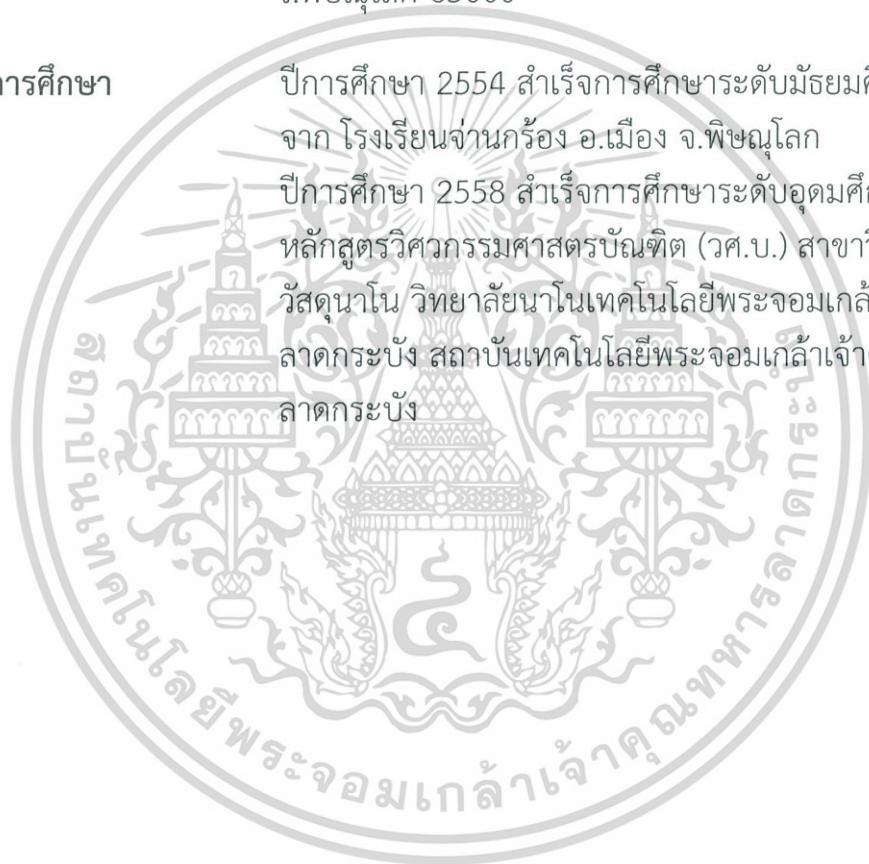 จ.พิษณุโลก 65000
การศึกษา
ปีการศึกษา 2554 สำเร็จการศึกษาระดับมัธยมศึ
จาก โรงเรียนจ่านกร้อง อ.เมือง จ.พิษณุโลก
ปีการศึกษา 2558 สำเร็จการศึกษาระดับอุดมศึก
หลักสูตรวิศวกรรมศาสตรบัณฑิต (วศ.บ.) สาขาวิ
วัสดุนาโน วิทยาลัยนาโนเทคโนโลยีพระจอมเกล้
ลาดกระบัง สถาบันเทคโนโลยีพระจอมเกล้าเจ้า
ลาดกระบัง
สถาบันเทคโนโลยีพระจอมเกล้าเจ้าคุณทหารลาดกระบัง
๔